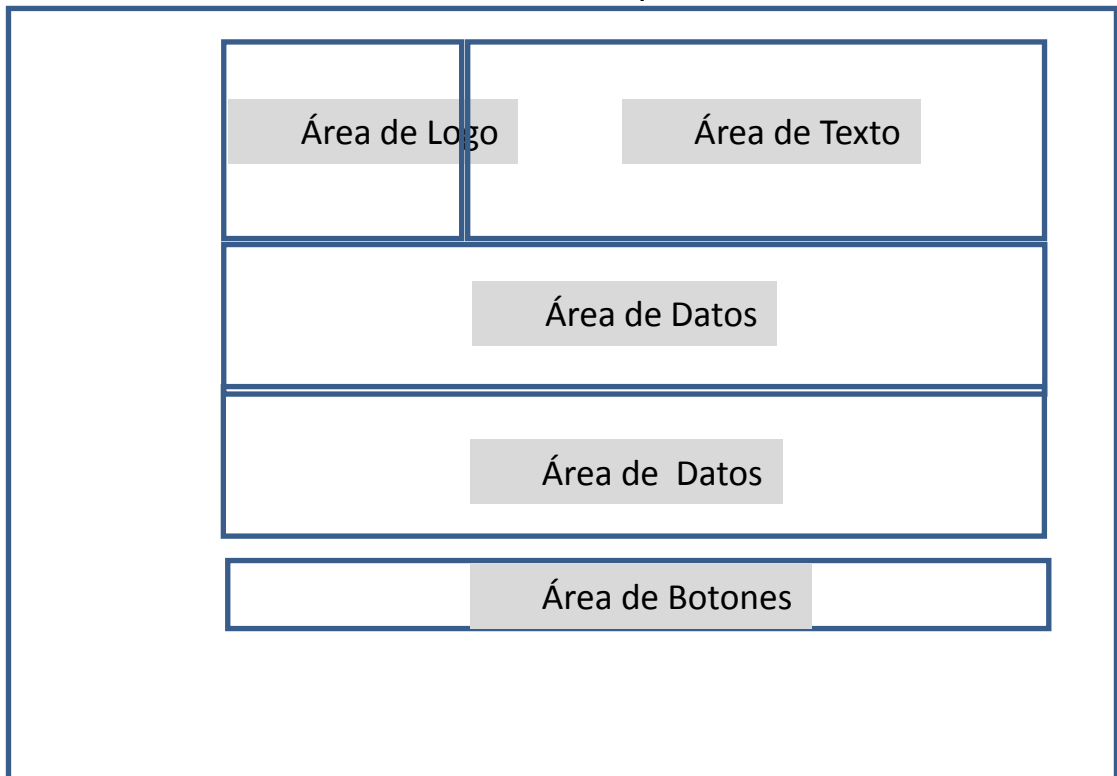 Área de Logo
Área de Texto
Área de Datos
Área de  Datos
Área de Botones